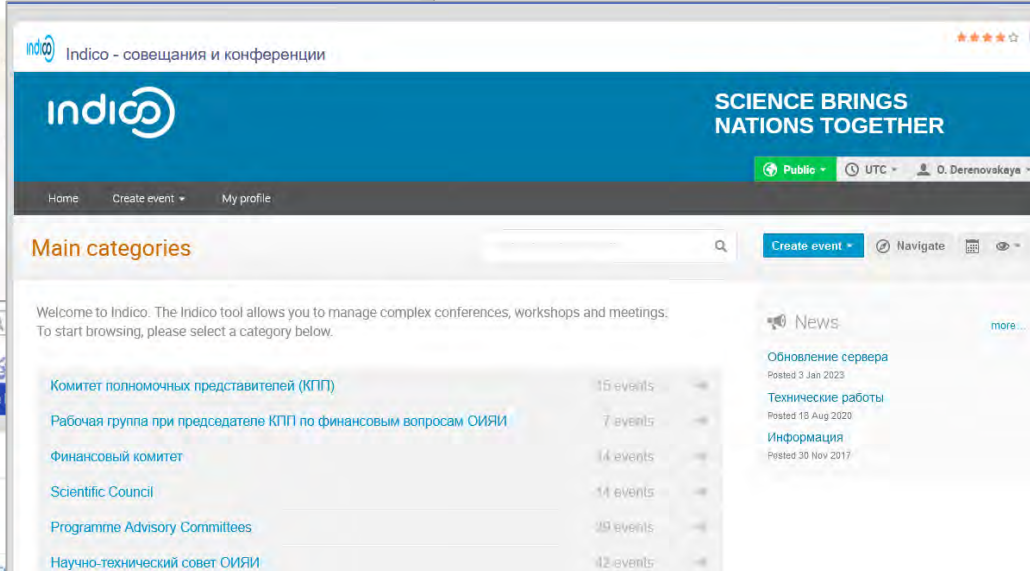 indico Indico - совещания и конференции
indico
SCIENCE BRINGS
NATIONS TOGETHER
Public UTC O. Derenovskaya
Home Create event My profile
Main categories
Create event Navigate
Welcome to Indico. The Indico tool allows you to manage complex conferences, workshops and meetings.
To start browsing, please select a category below.
Комитет полномочных представителей (КПП) 15 events
Рабочая группа при председателе КПП по финансовым вопросам ОИЯИ 7 events
Финансовый комитет 14 events
Scientific Council 14 events
Programme Advisory Committees 39 events
Научно-технический совет ОИЯИ 42 events
News more...
Обновление сервера
Posted 3 Jan 2023
Технические работы
Posted 18 Aug 2020
Информация
Posted 30 Nov 2017